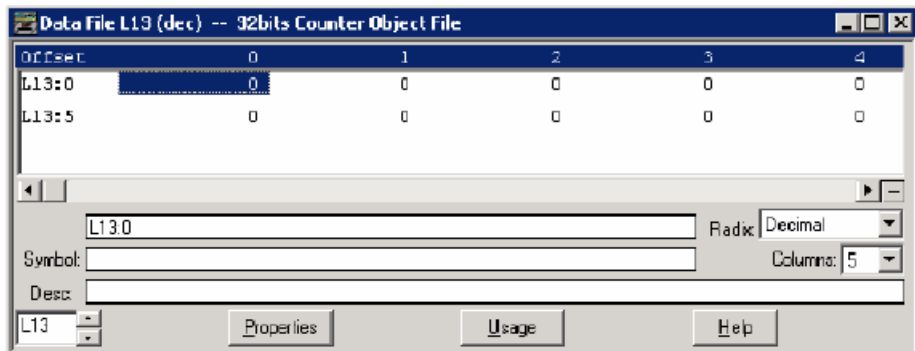 Data File L13 (dec) -- 32bits Counter Object File
Offset 0 1 2 3 4
L13:0 0 0 0 0 0
L13:5 0 0 0 0 0
L13:0 Radix: Decimal
Symbol: Columns: 5
Desc:
L13 Properties Usage Help